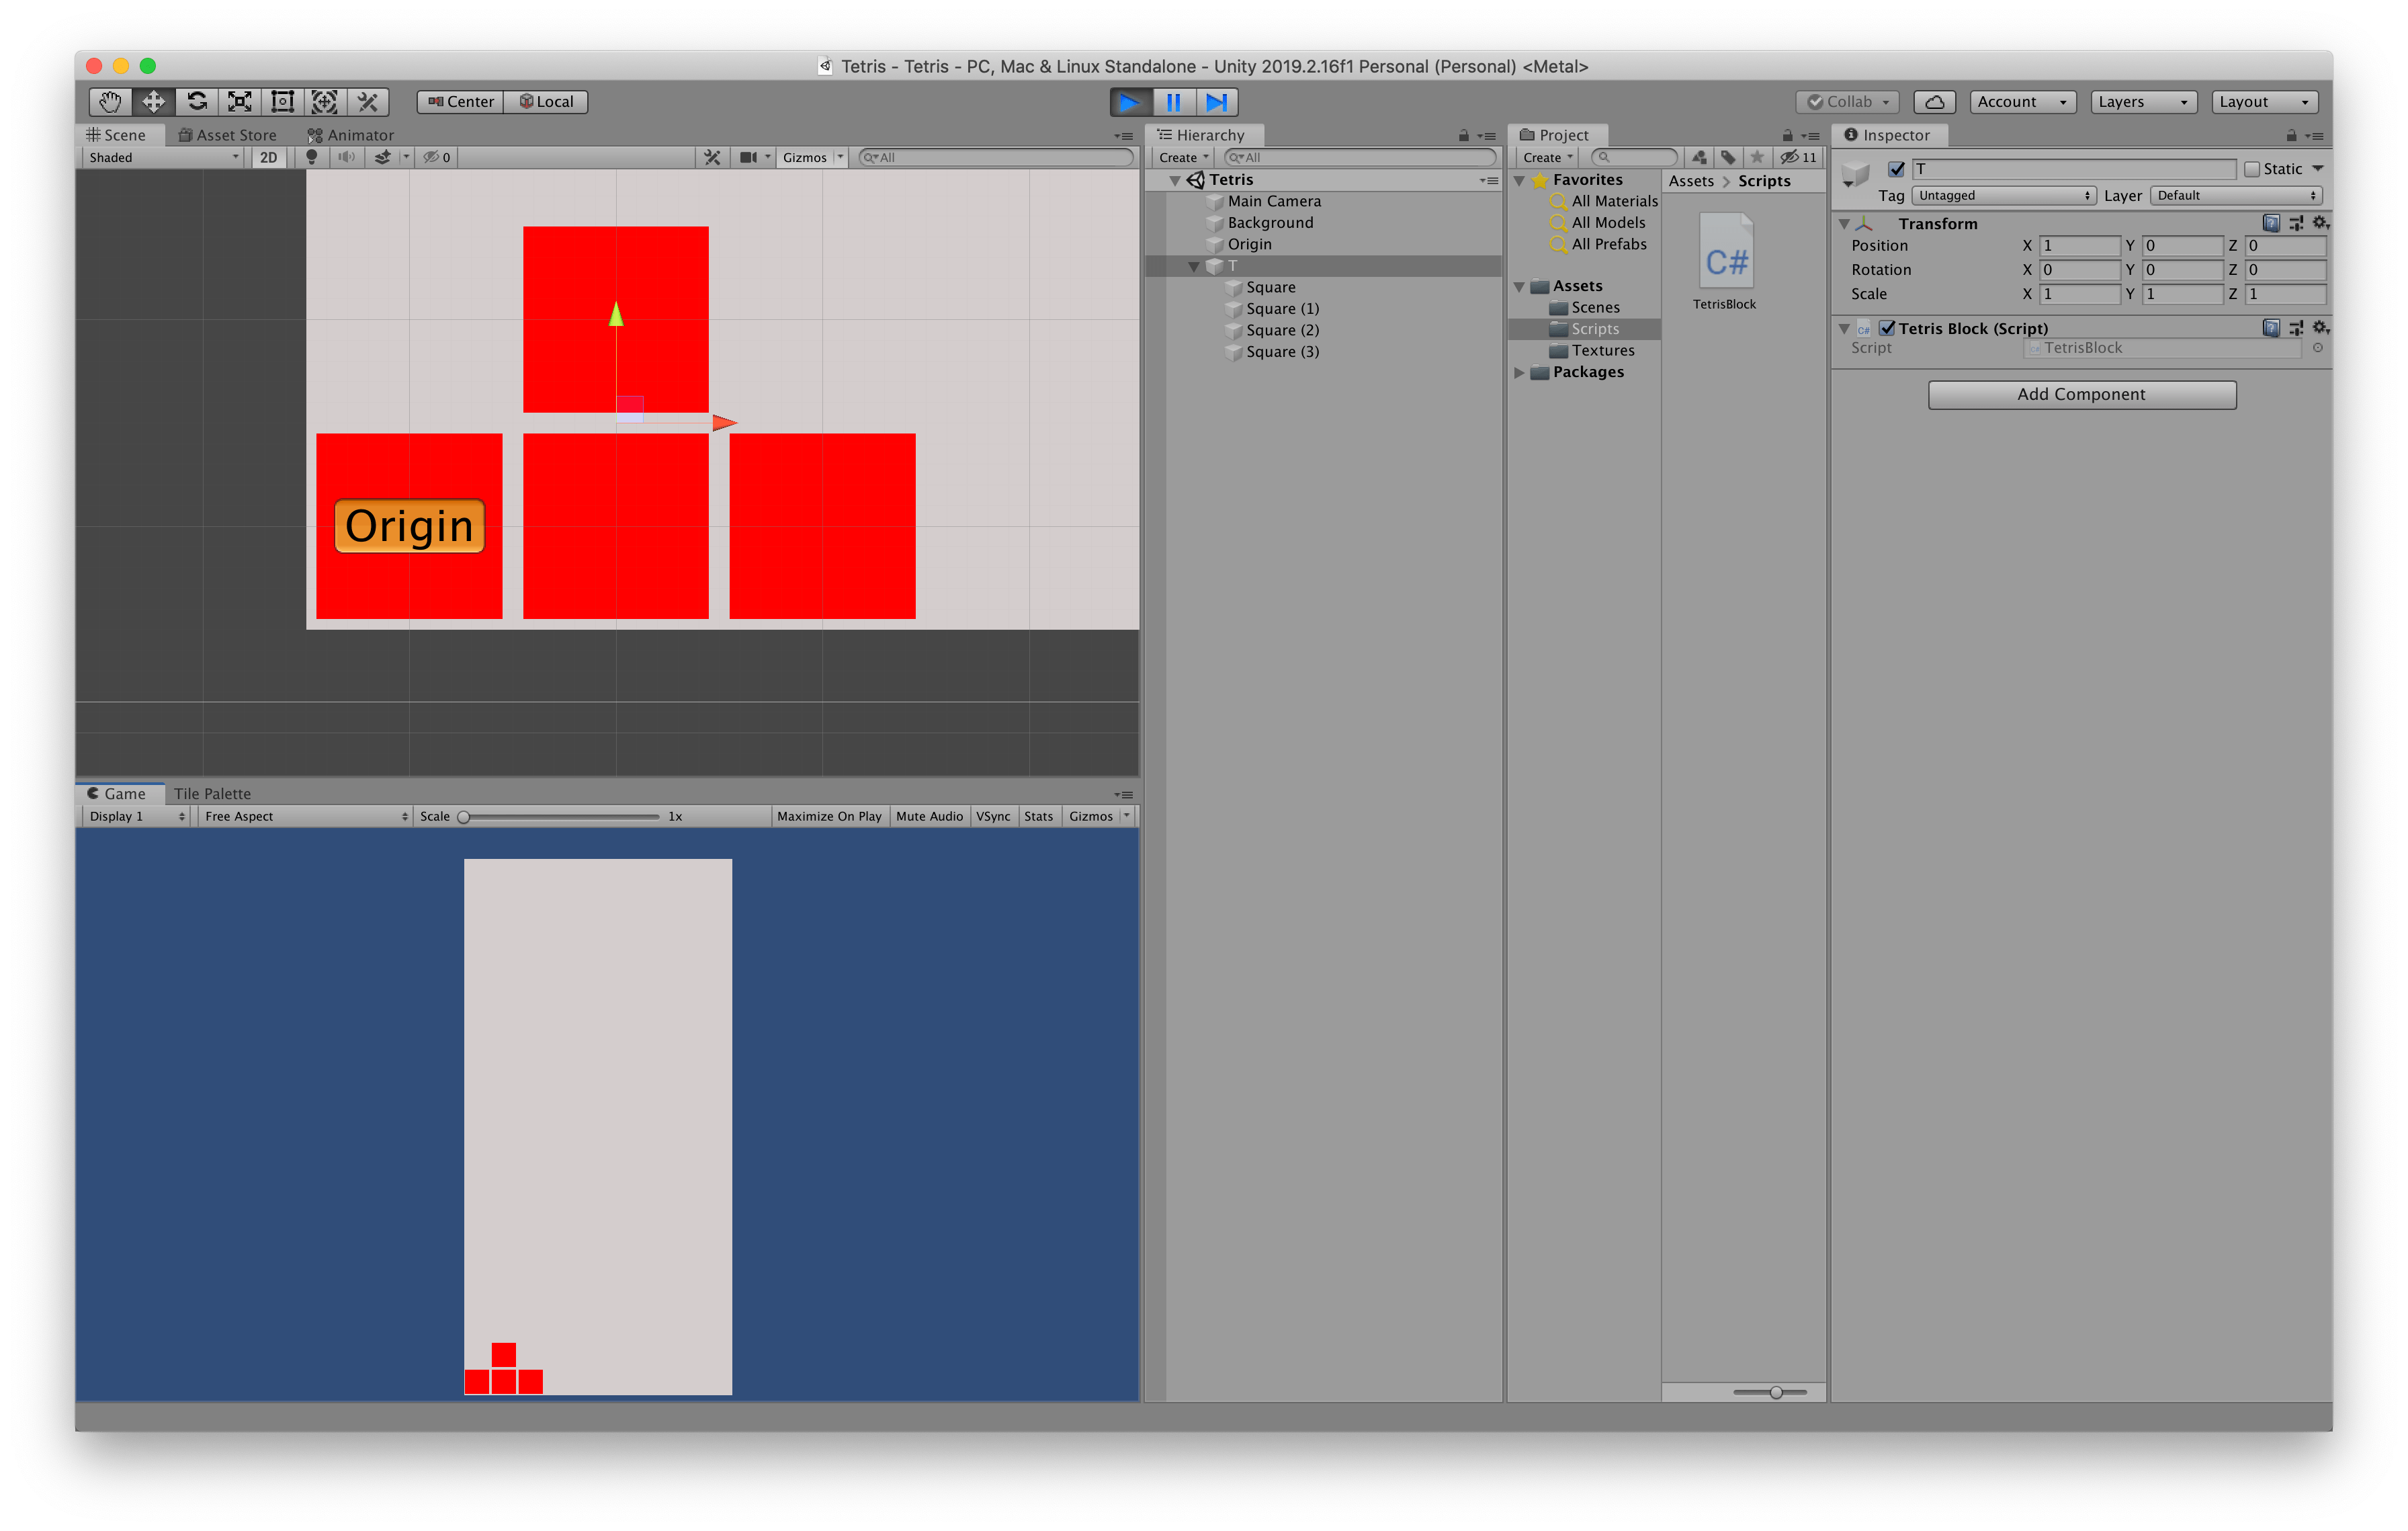 Tetris - Tetris - PC, Mac & Linux Standalone - Unity 2019.2.16f1 Personal (Personal) <Metal>
Center Local Collab Account Layers Layout
Scene Asset Store Animator
Shaded 2D 0 Gizmos All
Origin
Game Tile Palette
Display 1 Free Aspect Scale 1x Maximize On Play Mute Audio VSync Stats Gizmos
Hierarchy
Create All
Tetris
Main Camera
Background
Origin
T
Square
Square (1)
Square (2)
Square (3)
Project
Create 11
Favorites
All Materials
All Models
All Prefabs
Assets
Scenes
Scripts
Textures
Packages
Assets > Scripts
C#
TetrisBlock
Inspector
T Static
Tag Untagged Layer Default
Transform
Position X 1 Y 0 Z 0
Rotation X 0 Y 0 Z 0
Scale X 1 Y 1 Z 1
C# Tetris Block (Script)
Script TetrisBlock
Add Component